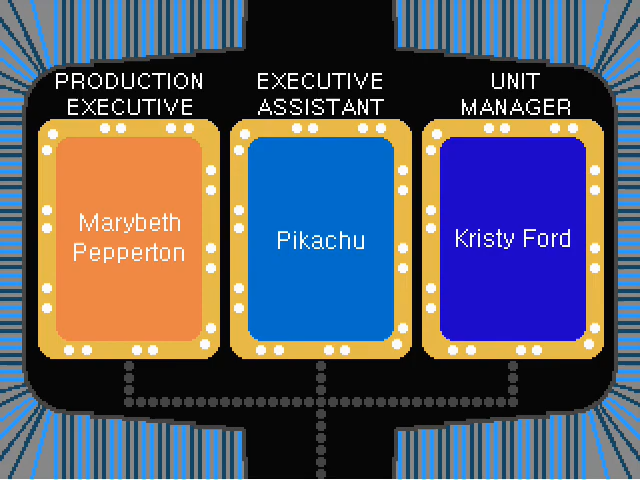 PRODUCTION
EXECUTIVE
Marybeth
Pepperton
EXECUTIVE
ASSISTANT
Pikachu
UNIT
MANAGER
Kristy Ford